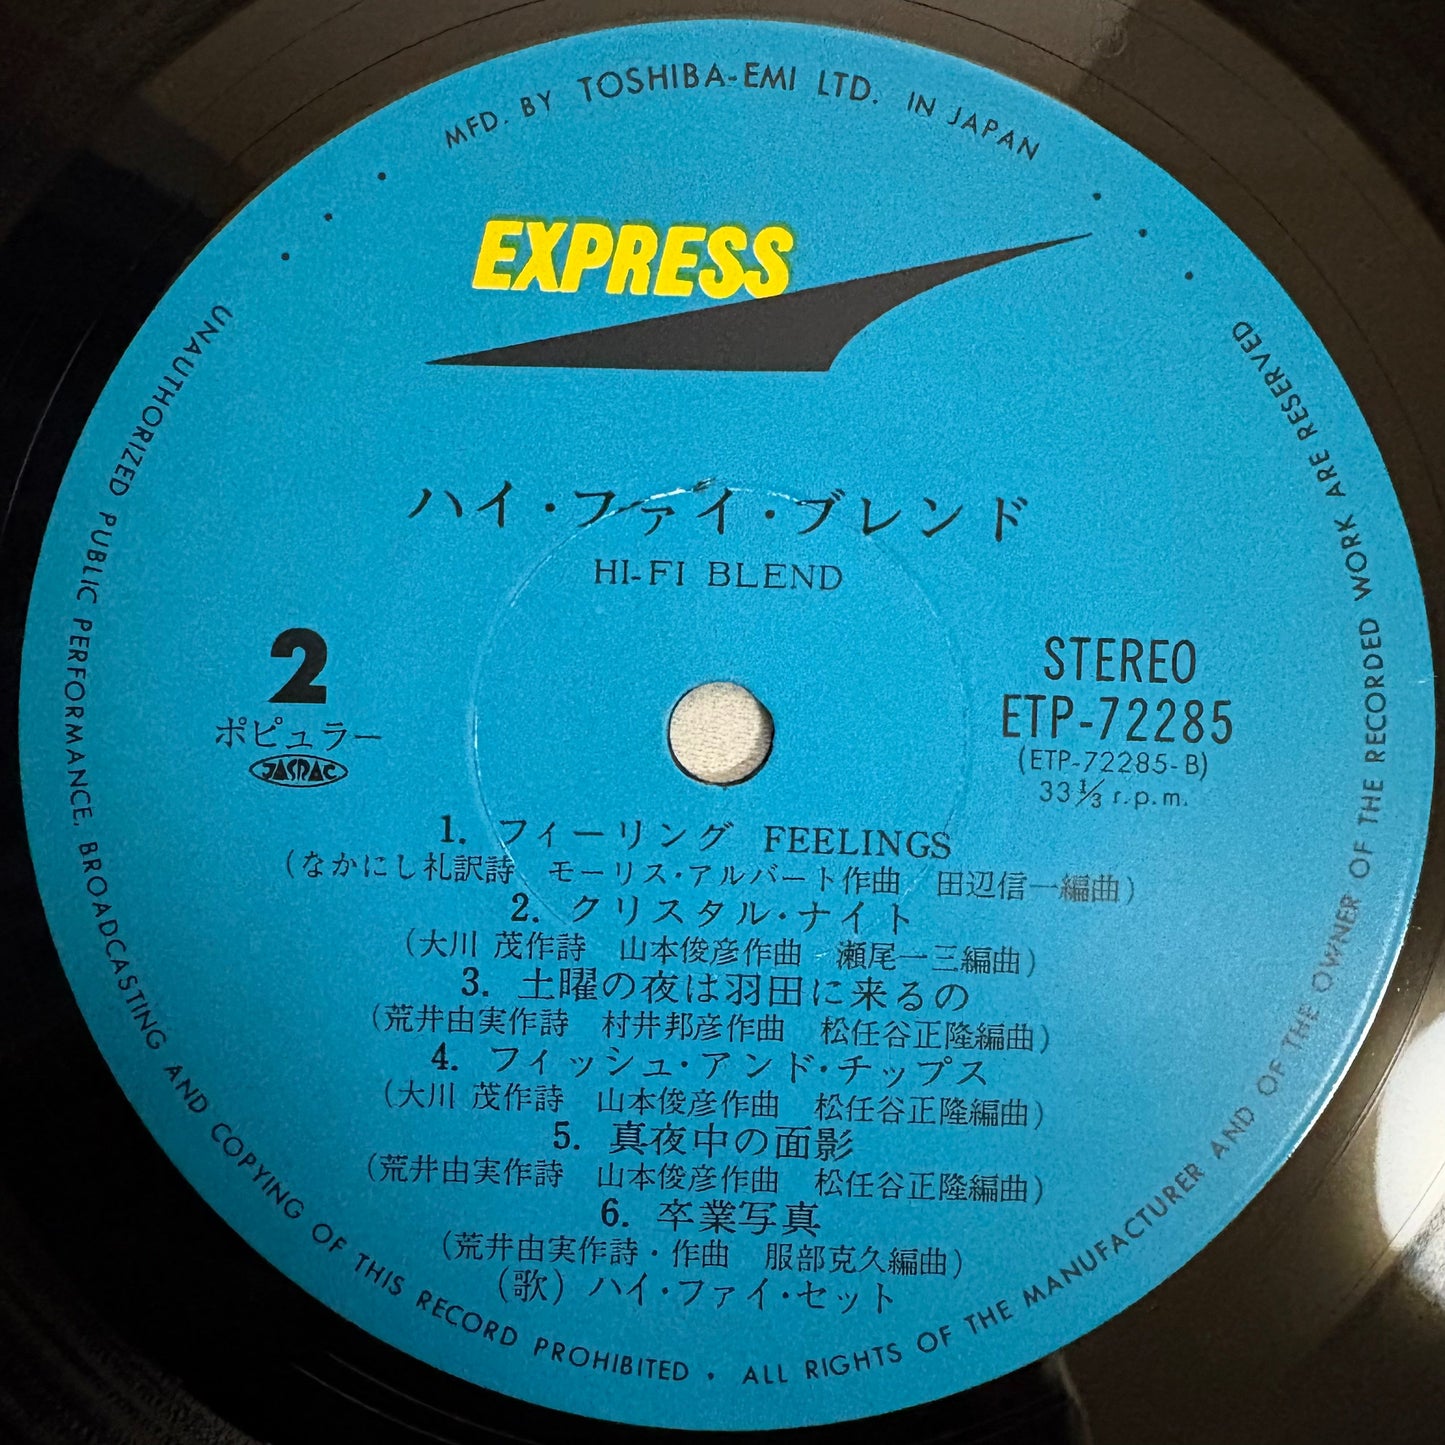 MFD. BY TOSHIBA-EMI LTD. IN JAPAN
EXPRESS
ハイ・ファイ・ブレンド
HI-FI BLEND
2
ポピュラー
JASRAC
STEREO
ETP-72285
(ETP-72285-B)
33 1/3 r.p.m.
1. フィーリング FEELINGS
(なかにし礼訳詩 モーリス・アルバート作曲 田辺信一編曲)
2. クリスタル・ナイト
(大川 茂作詩 山本俊彦作曲 瀬尾一三編曲)
3. 土曜の夜は羽田に来るの
(荒井由実作詩 村井邦彦作曲 松任谷正隆編曲)
4. フィッシュ・アンド・チップス
(大川 茂作詩 山本俊彦作曲 松任谷正隆編曲)
5. 真夜中の面影
(荒井由実作詩 山本俊彦作曲 松任谷正隆編曲)
6. 卒業写真
(荒井由実作詩・作曲 服部克久編曲)
(歌) ハイ・ファイ・セット
UNAUTHORIZED PUBLIC PERFORMANCE, BROADCASTING AND COPYING OF THIS RECORD PROHIBITED • ALL RIGHTS OF THE MANUFACTURER AND OF THE OWNER OF THE RECORDED WORK ARE RESERVED